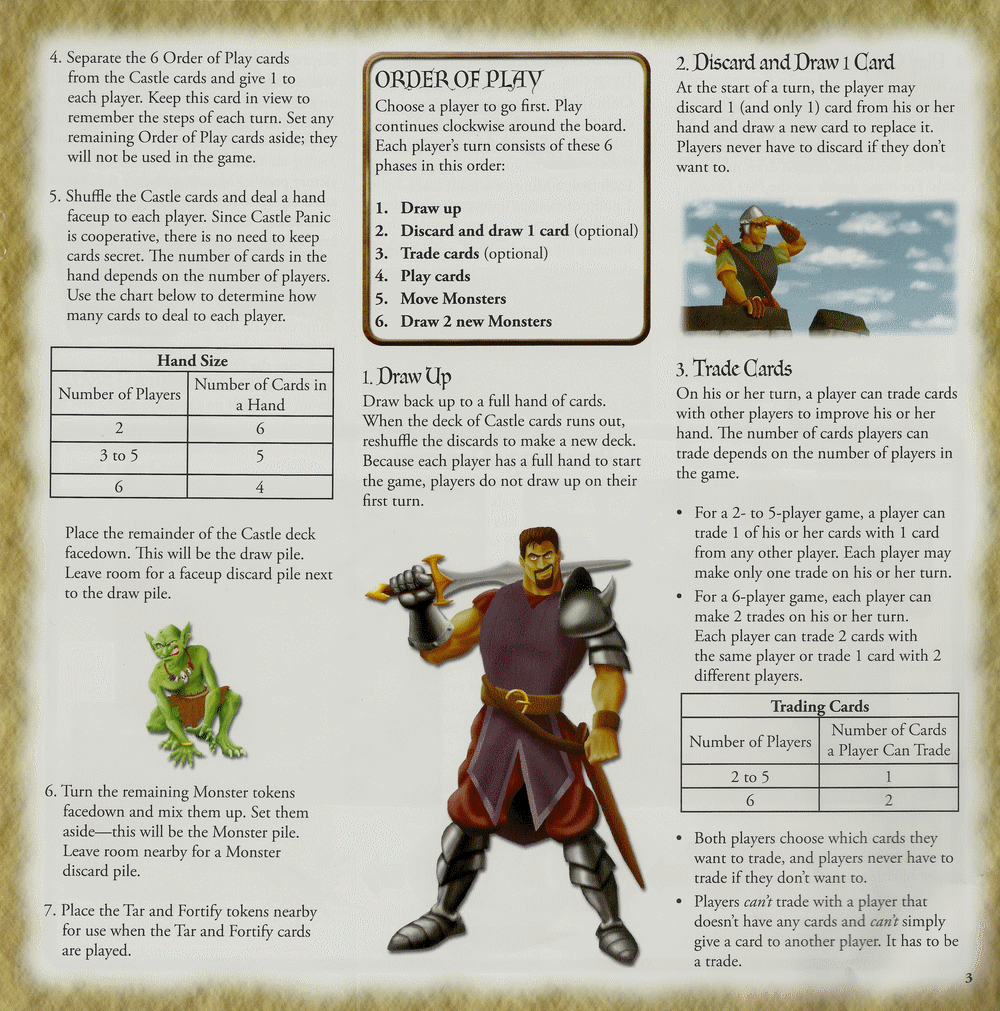 4. Separate the 6 Order of Play cards
from the Castle cards and give 1 to
each player. Keep this card in view to
remember the steps of each turn. Set any
remaining Order of Play cards aside; they
will not be used in the game.
5. Shuffle the Castle cards and deal a hand
faceup to each player. Since Castle Panic
is cooperative, there is no need to keep
cards secret. The number of cards in the
hand depends on the number of players.
Use the chart below to determine how
many cards to deal to each player.
Hand Size
Number of Players Number of Cards in
a Hand
2 6
3 to 5 5
6 4
Place the remainder of the Castle deck
facedown. This will be the draw pile.
Leave room for a faceup discard pile next
to the draw pile.
6. Turn the remaining Monster tokens
facedown and mix them up. Set them
aside—this will be the Monster pile.
Leave room nearby for a Monster
discard pile.
7. Place the Tar and Fortify tokens nearby
for use when the Tar and Fortify cards
are played.
ORDER OF PLAY
Choose a player to go first. Play
continues clockwise around the board.
Each player's turn consists of these 6
phases in this order:
1. Draw up
2. Discard and draw 1 card (optional)
3. Trade cards (optional)
4. Play cards
5. Move Monsters
6. Draw 2 new Monsters
1. Draw Up
Draw back up to a full hand of cards.
When the deck of Castle cards runs out,
reshuffle the discards to make a new deck.
Because each player has a full hand to start
the game, players do not draw up on their
first turn.
2. Discard and Draw 1 Card
At the start of a turn, the player may
discard 1 (and only 1) card from his or her
hand and draw a new card to replace it.
Players never have to discard if they don't
want to.
3. Trade Cards
On his or her turn, a player can trade cards
with other players to improve his or her
hand. The number of cards players can
trade depends on the number of players in
the game.
• For a 2- to 5-player game, a player can
trade 1 of his or her cards with 1 card
from any other player. Each player may
make only one trade on his or her turn.
• For a 6-player game, each player can
make 2 trades on his or her turn.
Each player can trade 2 cards with
the same player or trade 1 card with 2
different players.
Trading Cards
Number of Players Number of Cards
a Player Can Trade
2 to 5 1
6 2
• Both players choose which cards they
want to trade, and players never have to
trade if they don't want to.
• Players can't trade with a player that
doesn't have any cards and can't simply
give a card to another player. It has to be
a trade.
3